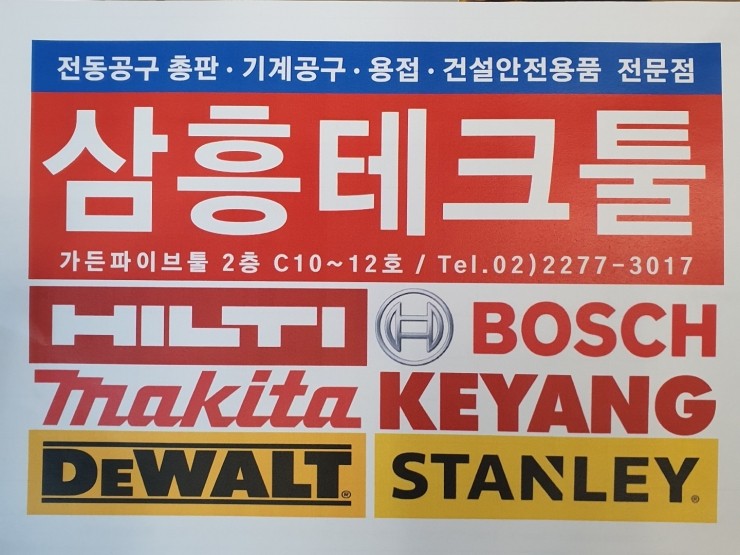 전동공구 총판 · 기계공구 · 용접 · 건설안전용품 전문점
삼흥테크툴
가든파이브툴 2층 C10~12호 / Tel.02)2277-3017
HILTI
BOSCH
makita
KEYANG
DEWALT®
STANLEY®